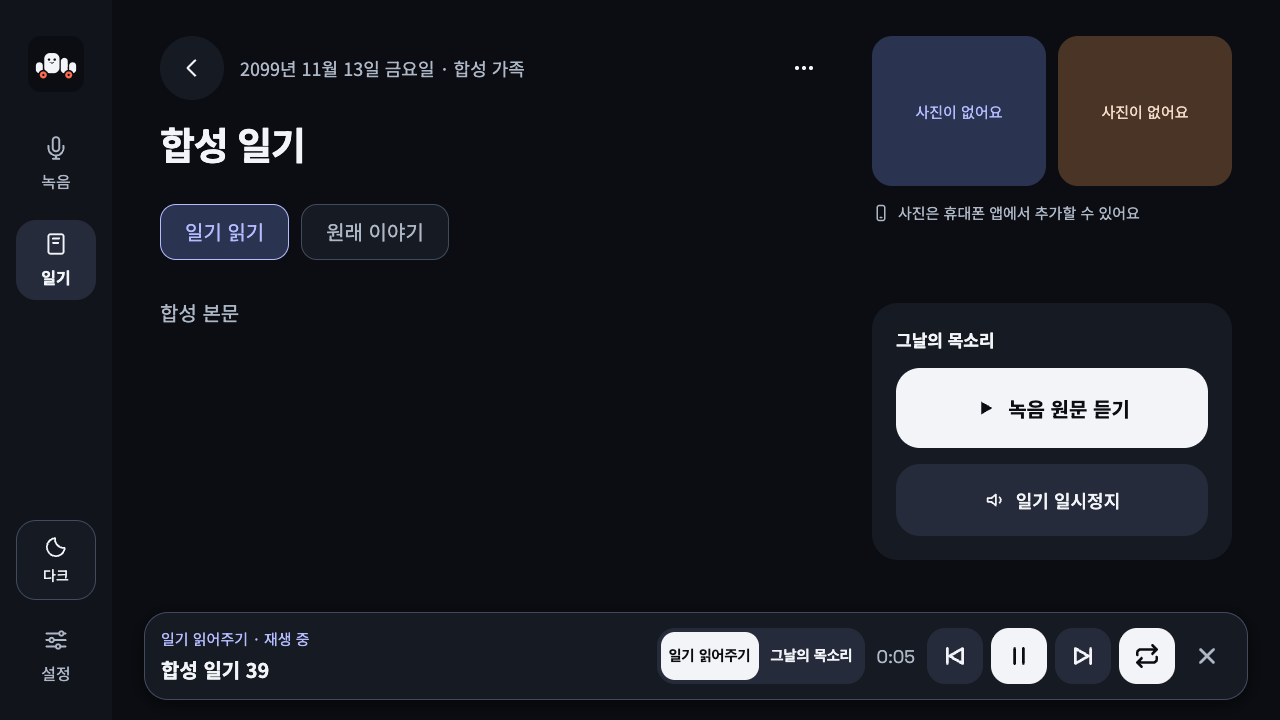 녹음
일기
다크
설정
2099년 11월 13일 금요일 · 합성 가족
합성 일기
일기 읽기
원래 이야기
합성 본문
사진이 없어요
사진이 없어요
사진은 휴대폰 앱에서 추가할 수 있어요
그날의 목소리
녹음 원문 듣기
일기 일시정지
일기 읽어주기 · 재생 중
합성 일기 39
일기 읽어주기
그날의 목소리
0:05